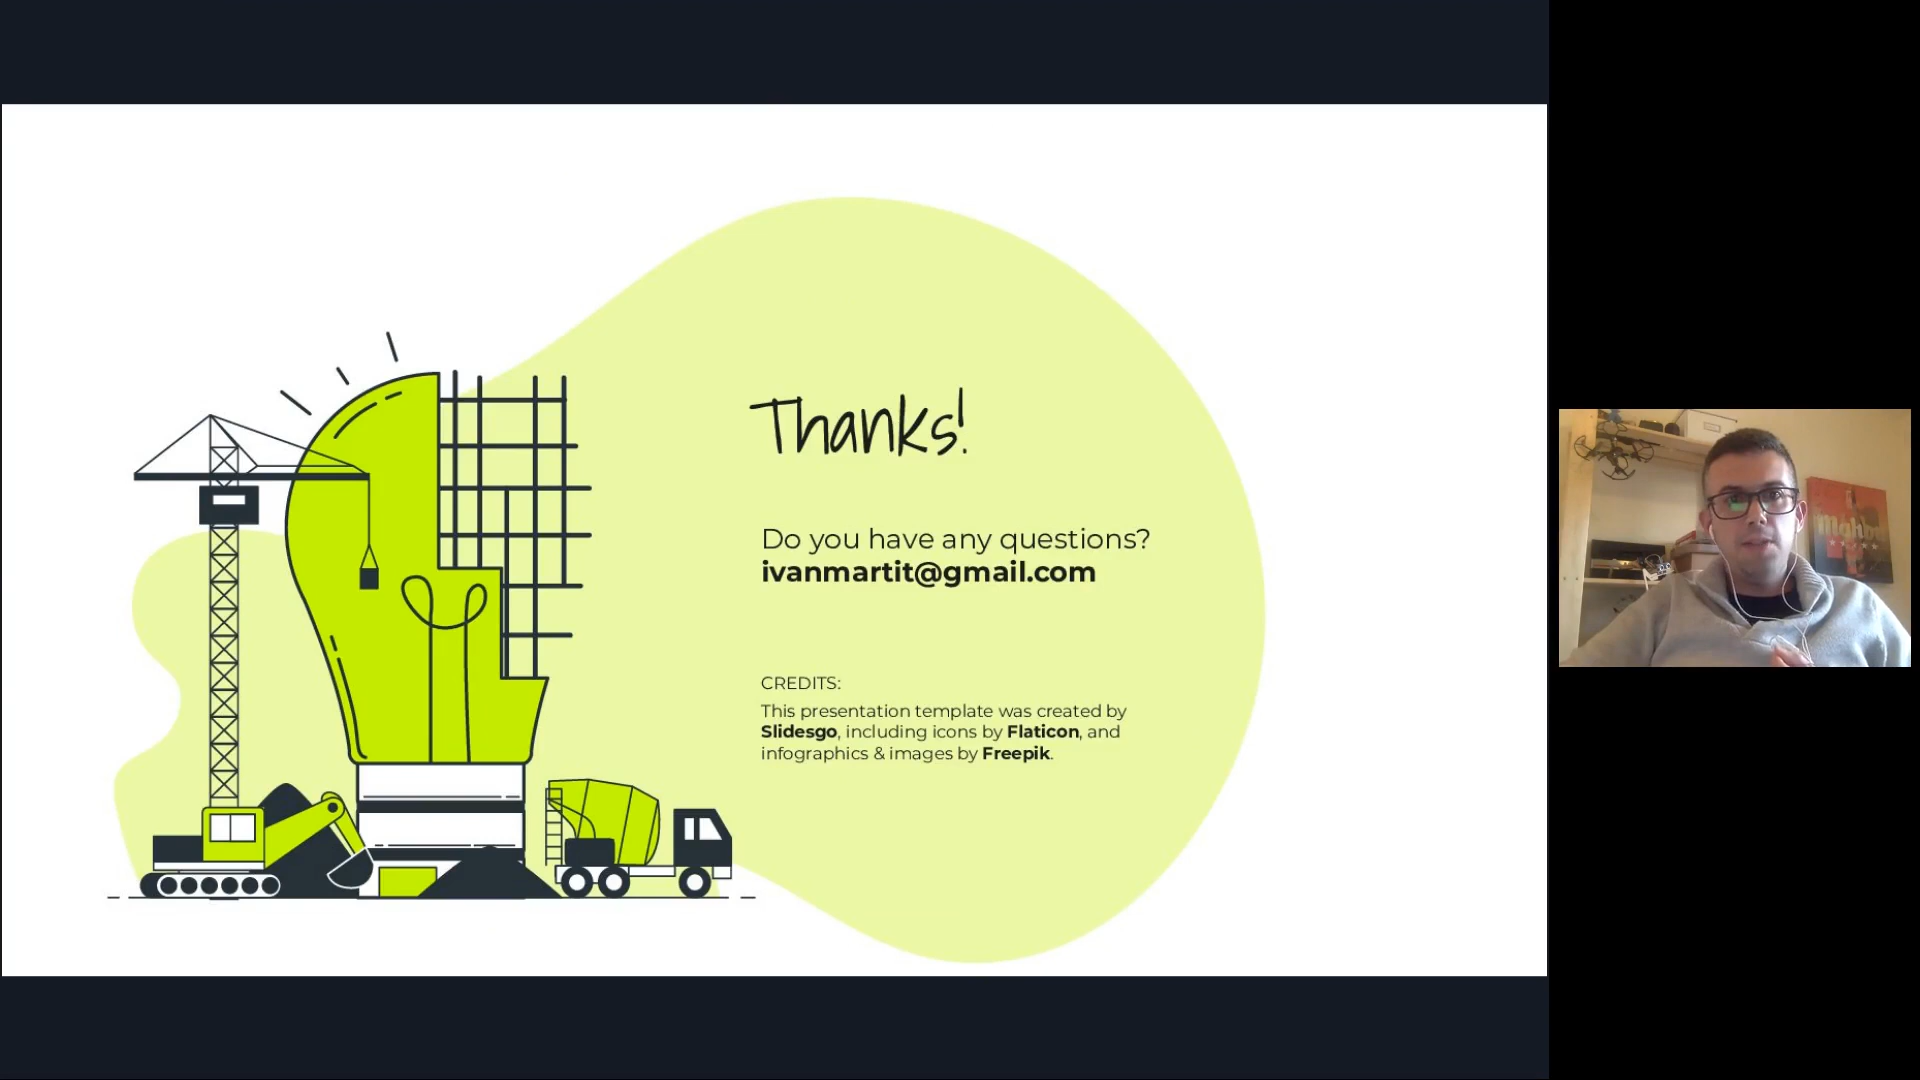 Thanks!
Do you have any questions?
ivanmartit@gmail.com
CREDITS:
This presentation template was created by
Slidesgo, including icons by Flaticon, and
infographics & images by Freepik.